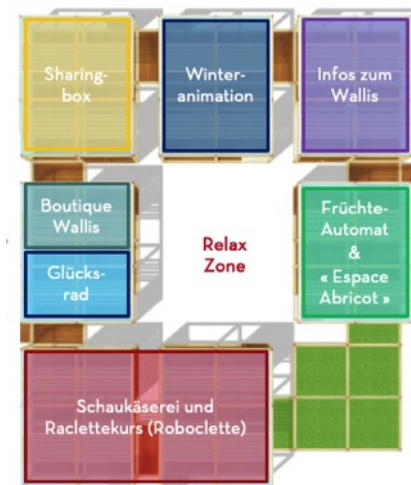 Sharing-
box
Winter-
animation
Infos zum
Wallis
Boutique
Wallis
Glücks-
rad
Relax
Zone
Früchte-
Automat
&
« Espace
Abricot »
Schaukäserei und
Raclettekurs (Roboclette)